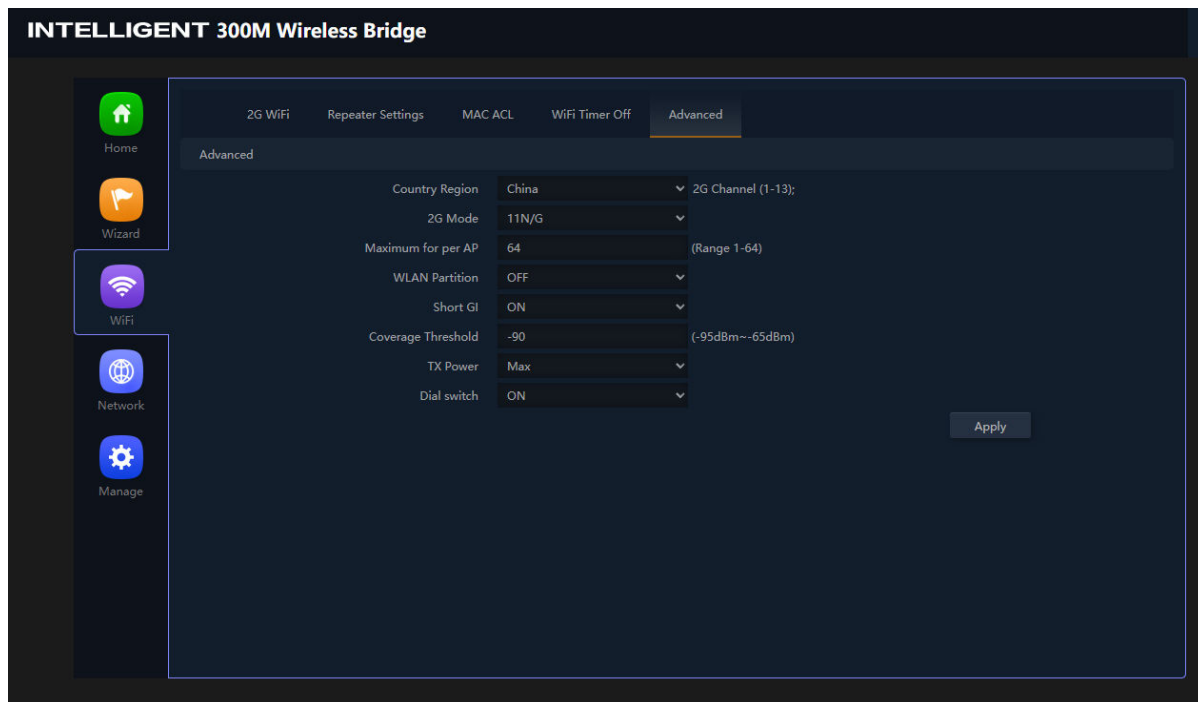 INTELLIGENT 300M Wireless Bridge
Home
Wizard
WiFi
Network
Manage
2G WiFi Repeater Settings MAC ACL WiFi Timer Off Advanced
Advanced
Country Region China 2G Channel (1-13);
2G Mode 11N/G
Maximum for per AP 64 (Range 1-64)
WLAN Partition OFF
Short GI ON
Coverage Threshold -90 (-95dBm~-65dBm)
TX Power Max
Dial switch ON
Apply